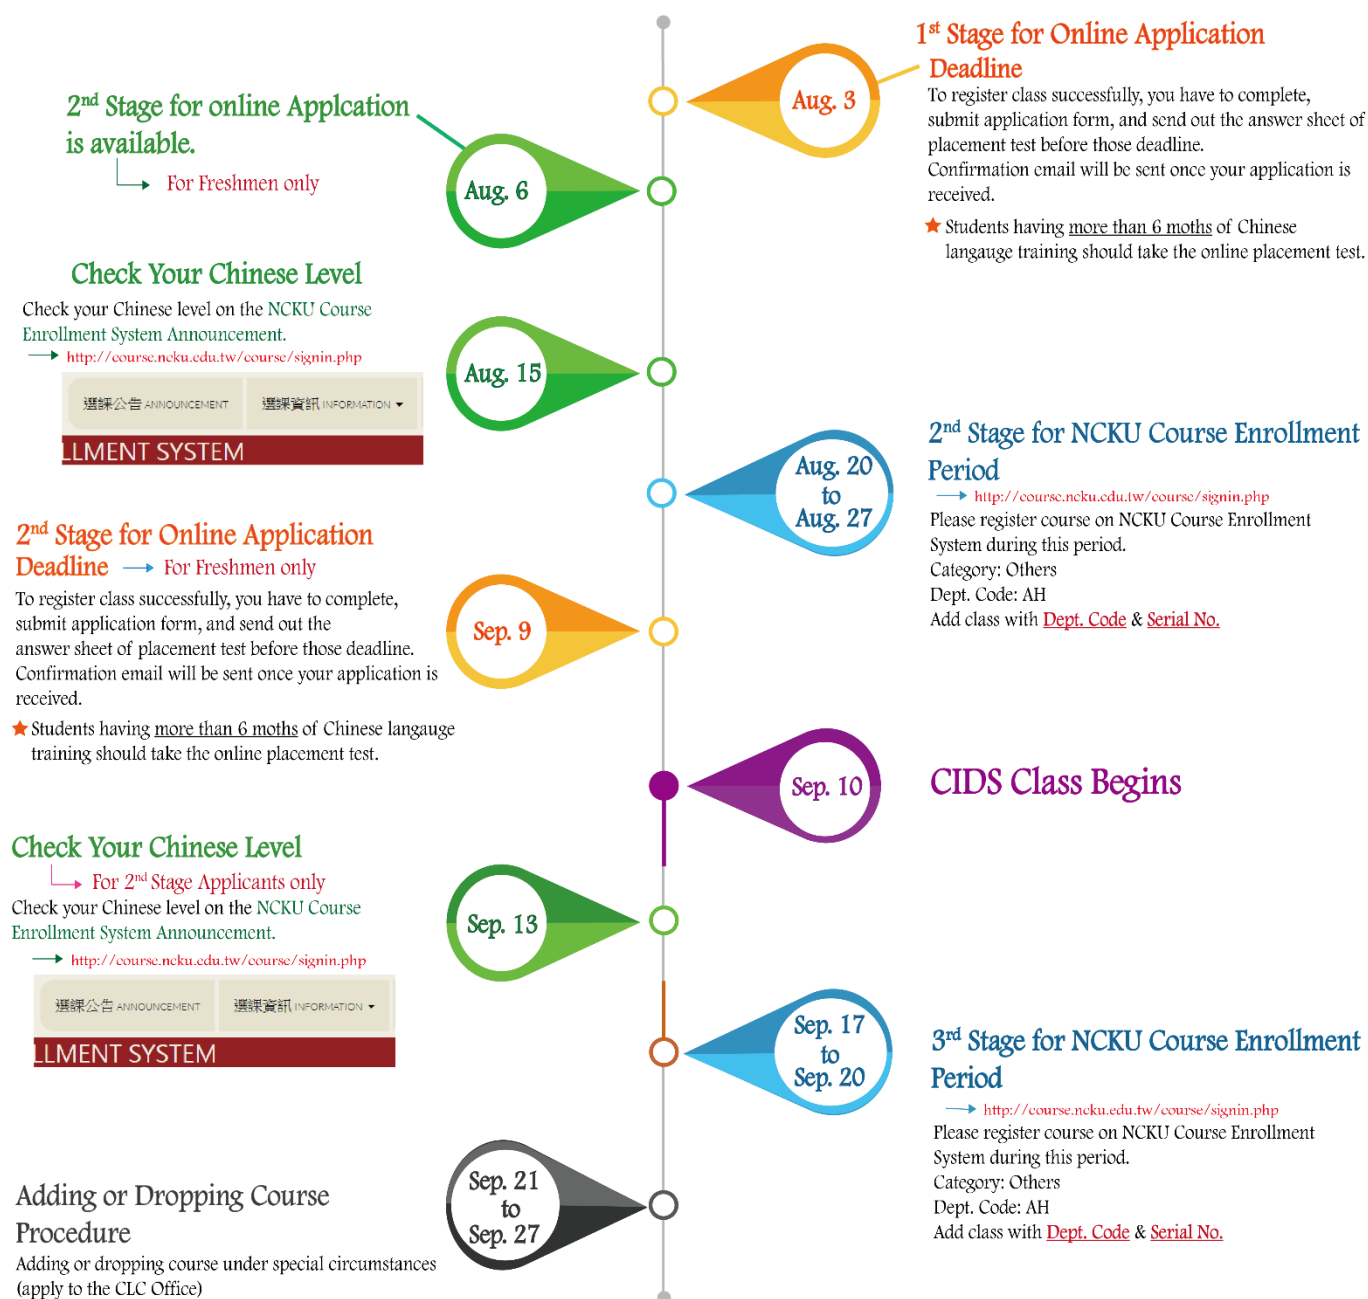 1st Stage for Online Application
Deadline
Aug. 3
To register class successfully, you have to complete,
submit application form, and send out the answer sheet of
placement test before those deadline.
Confirmation email will be sent once your application is
received.
★ Students having more than 6 moths of Chinese
langauge training should take the online placement test.
2nd Stage for online Applcation
is available.
For Freshmen only
Aug. 6
Check Your Chinese Level
Check your Chinese level on the NCKU Course
Enrollment System Announcement.
http://course.ncku.edu.tw/course/signin.php
選課公告 ANNOUNCEMENT 選課資訊 INFORMATION
LLMENT SYSTEM
Aug. 15
2nd Stage for NCKU Course Enrollment
Period
Aug. 20
to
Aug. 27
http://course.ncku.edu.tw/course/signin.php
Please register course on NCKU Course Enrollment
System during this period.
Category: Others
Dept. Code: AH
Add class with Dept. Code & Serial No.
2nd Stage for Online Application
Deadline
For Freshmen only
To register class successfully, you have to complete,
submit application form, and send out the
answer sheet of placement test before those deadline.
Confirmation email will be sent once your application is
received.
★ Students having more than 6 moths of Chinese langauge
training should take the online placement test.
Sep. 9
Sep. 10
CIDS Class Begins
Check Your Chinese Level
For 2nd Stage Applicants only
Check your Chinese level on the NCKU Course
Enrollment System Announcement.
http://course.ncku.edu.tw/course/signin.php
選課公告 ANNOUNCEMENT 選課資訊 INFORMATION
LLMENT SYSTEM
Sep. 13
Sep. 17
to
Sep. 20
3rd Stage for NCKU Course Enrollment
Period
http://course.ncku.edu.tw/course/signin.php
Please register course on NCKU Course Enrollment
System during this period.
Category: Others
Dept. Code: AH
Add class with Dept. Code & Serial No.
Sep. 21
to
Sep. 27
Adding or Dropping Course
Procedure
Adding or dropping course under special circumstances
(apply to the CLC Office)